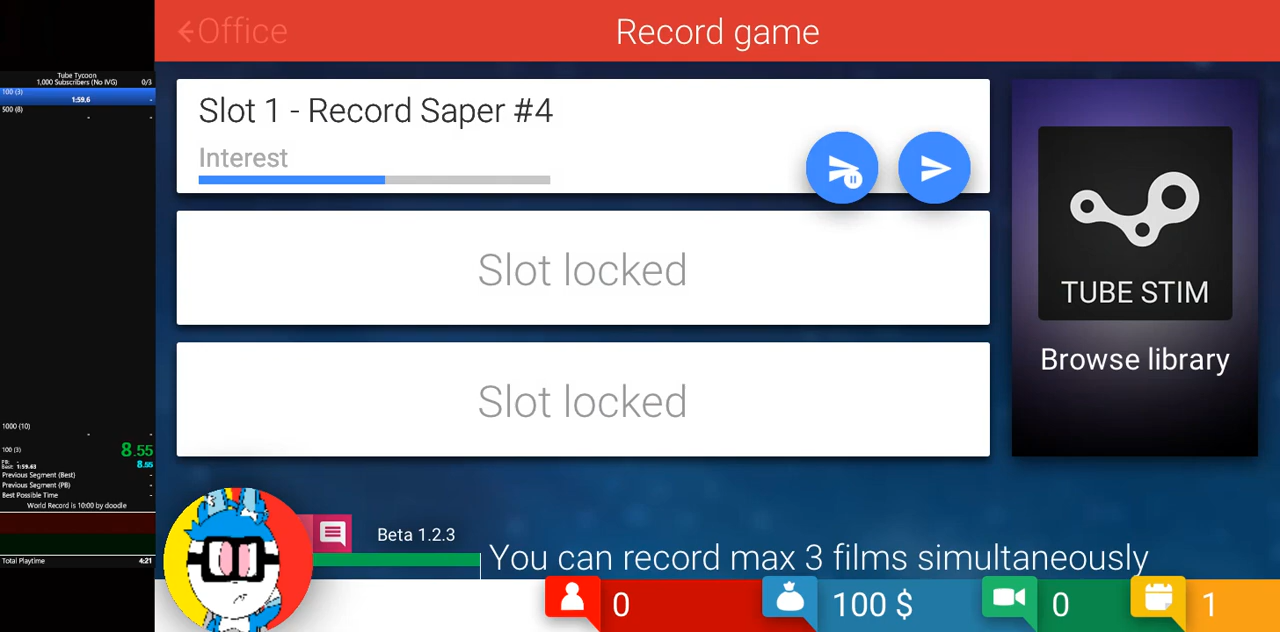 Tube Tycoon
1,000 Subscribers (No IVG) 0/3
100 (3)
1:59.6 -
500 (8)
- -
1000 (10)
- -
100 (3) 8.55
PB: -
Best: 1:59.63 8.55
Previous Segment (Best) -
Previous Segment (PB) -
Best Possible Time -
World Record is 10:00 by doodle
Total Playtime 4:21
Office
Record game
Slot 1 - Record Saper #4
Interest
Slot locked
Slot locked
TUBE STIM
Browse library
Beta 1.2.3
You can record max 3 films simultaneously
0
100 $
0
1